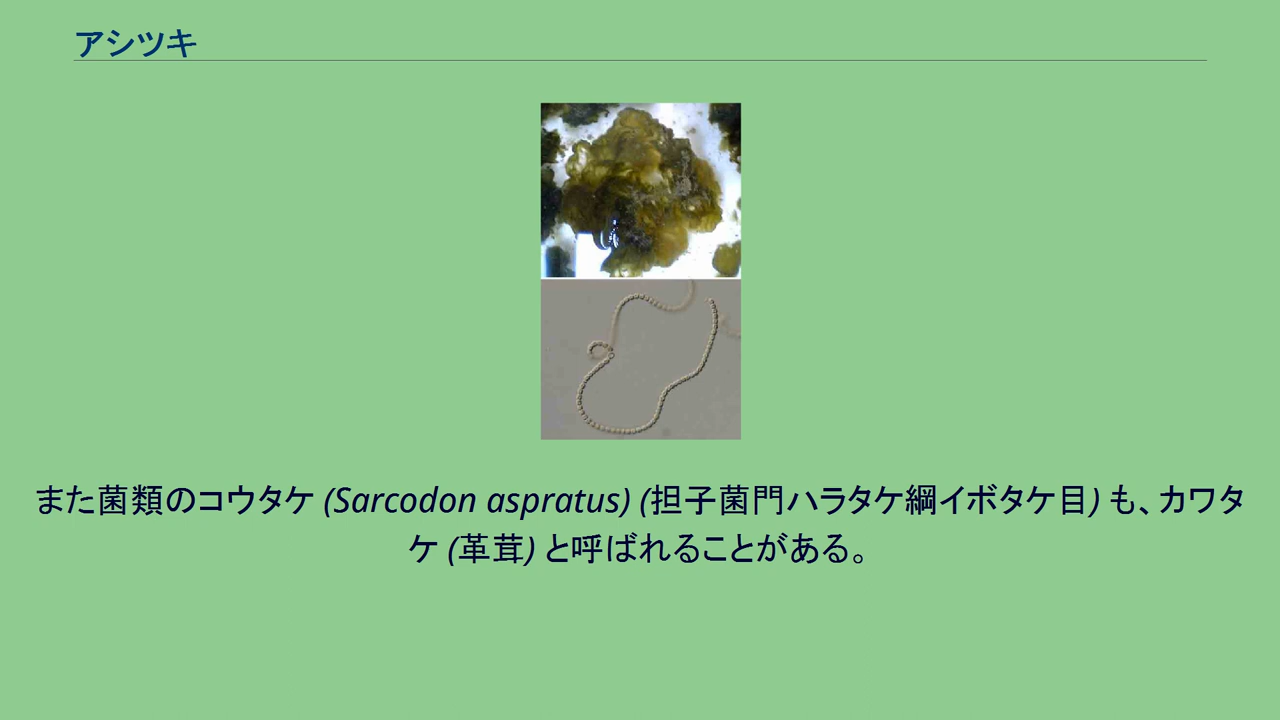 アシツキ
また菌類のコウタケ (Sarcodon aspratus) (担子菌門ハラタケ綱イボタケ目) も、カワタ
ケ (革茸) と呼ばれることがある。